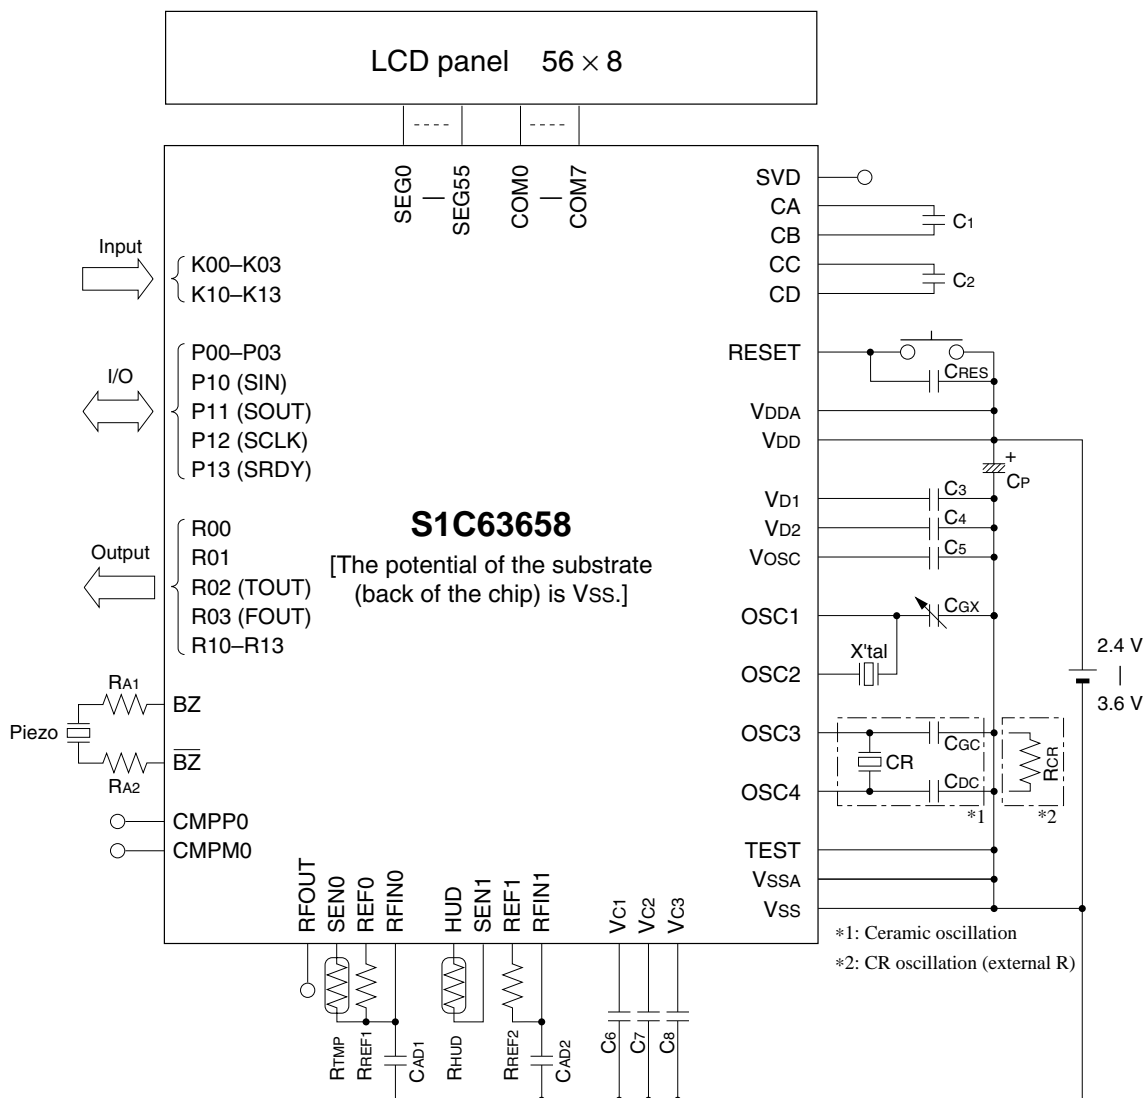 LCD panel 56 × 8
SEG0
SEG55
COM0
COM7
SVD
CA
CB
C1
CC
CD
C2
Input
K00–K03
K10–K13
I/O
P00–P03
P10 (SIN)
P11 (SOUT)
P12 (SCLK)
P13 (SRDY)
Output
R00
R01
R02 (TOUT)
R03 (FOUT)
R10–R13
S1C63658
[The potential of the substrate
(back of the chip) is VSS.]
RESET
CRES
VDDA
VDD
+
CP
VD1
C3
VD2
C4
VOSC
C5
OSC1
CGX
X'tal
OSC2
2.4 V
3.6 V
OSC3
CGC
CR
RCR
OSC4
CDC
*1
*2
RA1
BZ
Piezo
BZ
RA2
CMPP0
CMPM0
TEST
VSSA
VSS
RFOUT
SEN0
REF0
RFIN0
HUD
SEN1
REF1
RFIN1
VC1
VC2
VC3
*1: Ceramic oscillation
*2: CR oscillation (external R)
RTMP
RREF1
CAD1
RHUD
RREF2
CAD2
C6
C7
C8